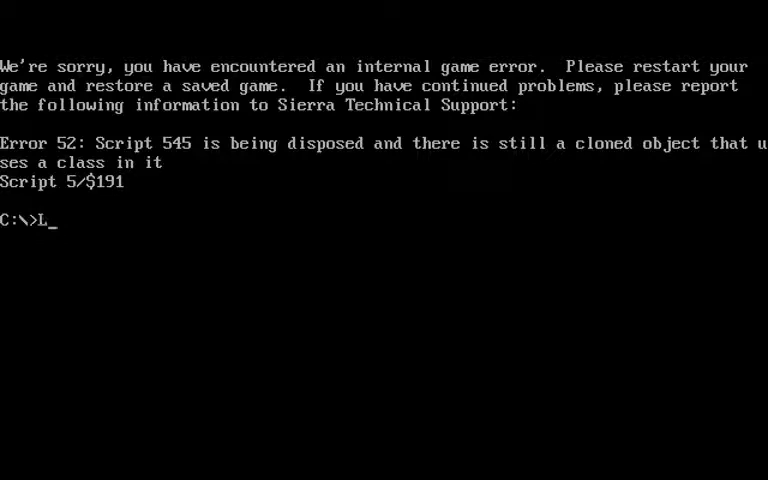 We're sorry, you have encountered an internal game error.  Please restart your
game and restore a saved game.  If you have continued problems, please report
the following information to Sierra Technical Support:
Error 52: Script 545 is being disposed and there is still a cloned object that u
ses a class in it
Script 5/$191
C:\>L_